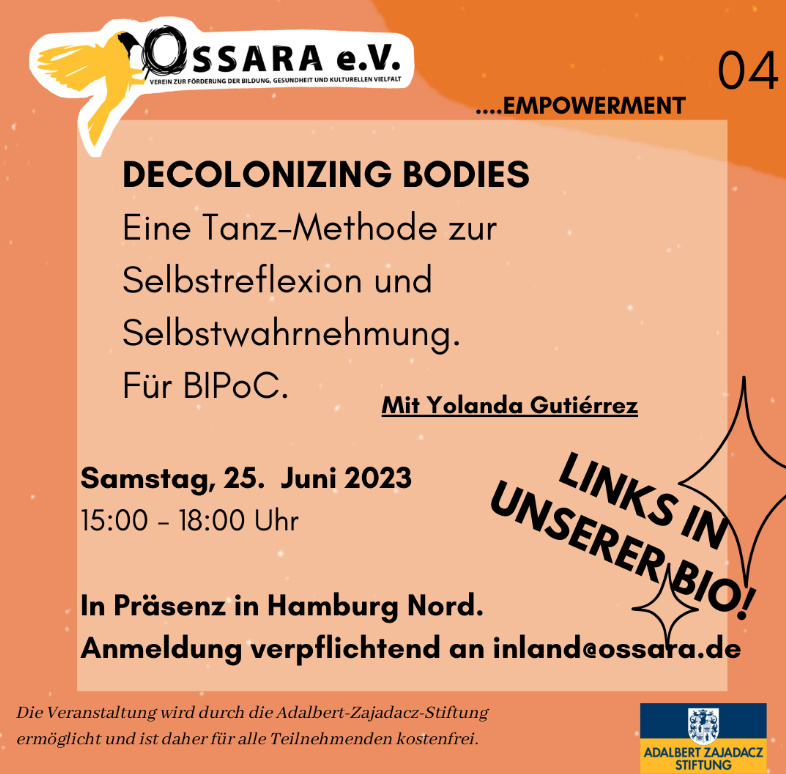 OSSARA e.V.
VEREIN ZUR FÖRDERUNG DER BILDUNG, GESUNDHEIT UND KULTURELLEN VIELFALT
04
....EMPOWERMENT
DECOLONIZING BODIES
Eine Tanz-Methode zur
Selbstreflexion und
Selbstwahrnehmung.
Für BIPoC.
Mit Yolanda Gutiérrez
Samstag, 25. Juni 2023
15:00 - 18:00 Uhr
LINKS IN
UNSERER BIO!
In Präsenz in Hamburg Nord.
Anmeldung verpflichtend an inland@ossara.de
Die Veranstaltung wird durch die Adalbert-Zajadacz-Stiftung
ermöglicht und ist daher für alle Teilnehmenden kostenfrei.
ADALBERT ZAJADACZ
STIFTUNG